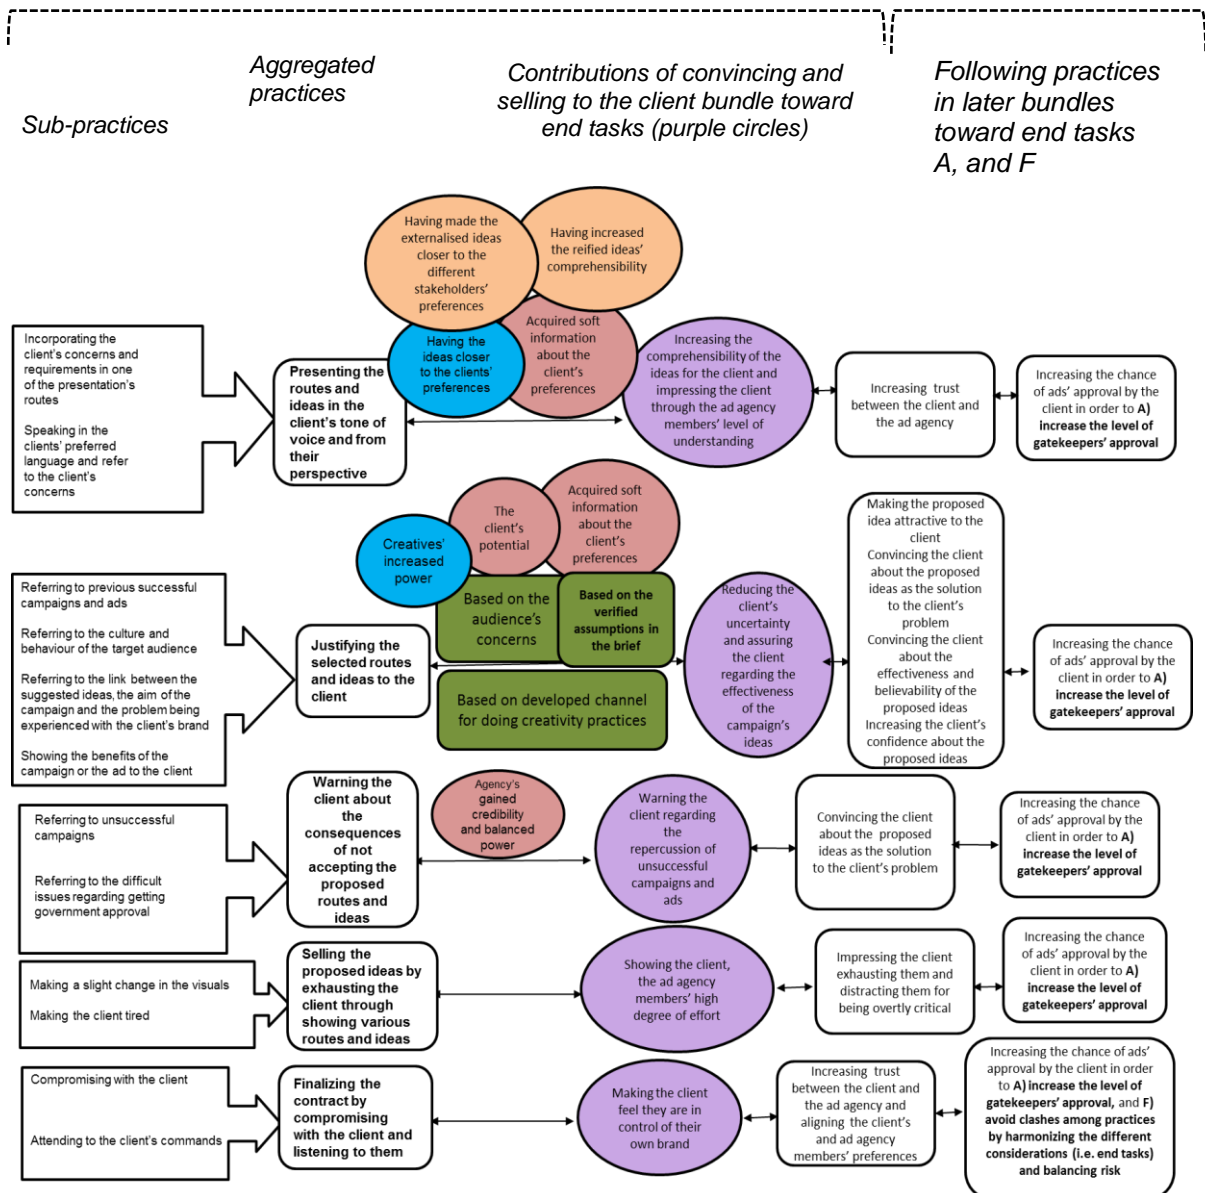 Sub-practices
Aggregated
practices
Contributions of convincing and
selling to the client bundle toward
end tasks (purple circles)
Following practices
in later bundles
toward end tasks
A, and F
Incorporating the
client's concerns and
requirements in one
of the presentation's
routes
Speaking in the
clients' preferred
language and refer
to the client's
concerns
Presenting the
routes and
ideas in the
client's tone of
voice and from
their
perspective
Having made the
externalised ideas
closer to the
different
stakeholders'
preferences
Having increased
the reified ideas'
comprehensibility
Having the
ideas closer
to the clients'
preferences
Acquired soft
information
about the
client's
preferences
Increasing the
comprehensibility of the
ideas for the client and
impressing the client
through the ad agency
members' level of
understanding
Increasing trust
between the client and
the ad agency
Increasing the chance
of ads' approval by the
client in order to A)
increase the level of
gatekeepers' approval
Referring to previous successful
campaigns and ads
Referring to the culture and
behaviour of the target audience
Referring to the link between the
suggested ideas, the aim of the
campaign and the problem being
experienced with the client's brand
Showing the benefits of the
campaign or the ad to the client
Justifying the
selected routes
and ideas to the
client
Creatives'
increased
power
The
client's
potential
Acquired soft
information
about the
client's
preferences
Based on the
audience's
concerns
Based on the
verified
assumptions in
the brief
Based on developed channel
for doing creativity practices
Reducing the
client's
uncertainty
and assuring
the client
regarding the
effectiveness
of the
campaign's
ideas
Making the proposed
idea attractive to the
client
Convincing the client
about the proposed
ideas as the solution
to the client's
problem
Convincing the client
about the
effectiveness and
believability of the
proposed ideas
Increasing the client's
confidence about the
proposed ideas
Increasing the chance
of ads' approval by the
client in order to A)
increase the level of
gatekeepers' approval
Referring to unsuccessful
campaigns
Referring to the difficult
issues regarding getting
government approval
Warning the
client about
the
consequences
of not
accepting the
proposed
routes and
ideas
Agency's
gained
credibility
and balanced
power
Warning the
client regarding
the
repercussion of
unsuccessful
campaigns and
ads
Convincing the client
about the proposed
ideas as the solution
to the client's problem
Increasing the chance
of ads' approval by the
client in order to A)
increase the level of
gatekeepers' approval
Making a slight change in the visuals
Making the client tired
Selling the
proposed ideas by
exhausting the
client through
showing various
routes and ideas
Showing the client,
the ad agency
members' high
degree of effort
Impressing the client
exhausting them and
distracting them for
being overtly critical
Increasing the chance
of ads' approval by the
client in order to A)
increase the level of
gatekeepers' approval
Compromising with the client
Attending to the client's commands
Finalizing the
contract by
compromising
with the client and
listening to them
Making the client
feel they are in
control of their
own brand
Increasing trust
between the client and
the ad agency and
aligning the client's
and ad agency
members' preferences
Increasing the chance of ads'
approval by the client in order
to A) increase the level of
gatekeepers' approval, and F)
avoid clashes among practices
by harmonizing the different
considerations (i.e. end tasks)
and balancing risk